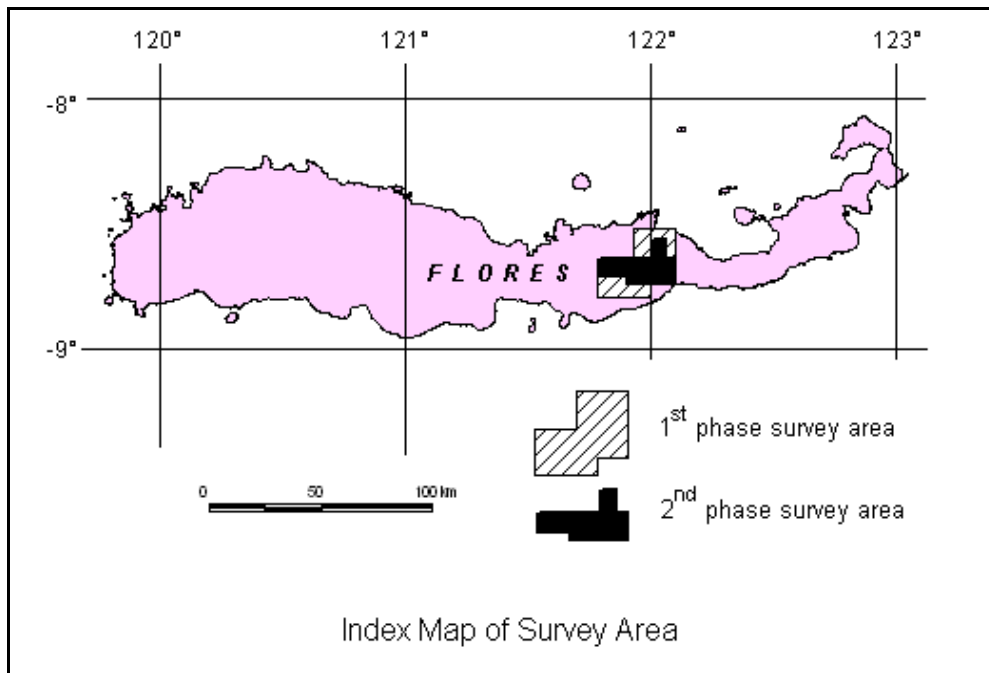 120° 121° 122° 123°
-8°
FLORES
-9°
1st phase survey area
0 50 100 km
2nd phase survey area
Index Map of Survey Area